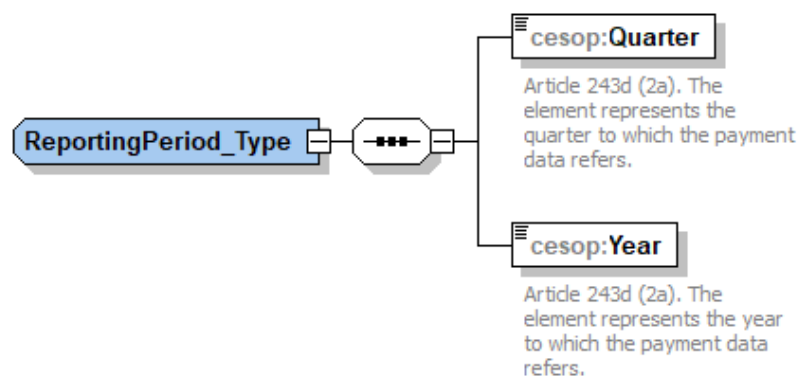 cesop:Quarter
Article 243d (2a). The
element represents the
quarter to which the payment
data refers.
ReportingPeriod_Type
cesop:Year
Article 243d (2a). The
element represents the year
to which the payment data
refers.